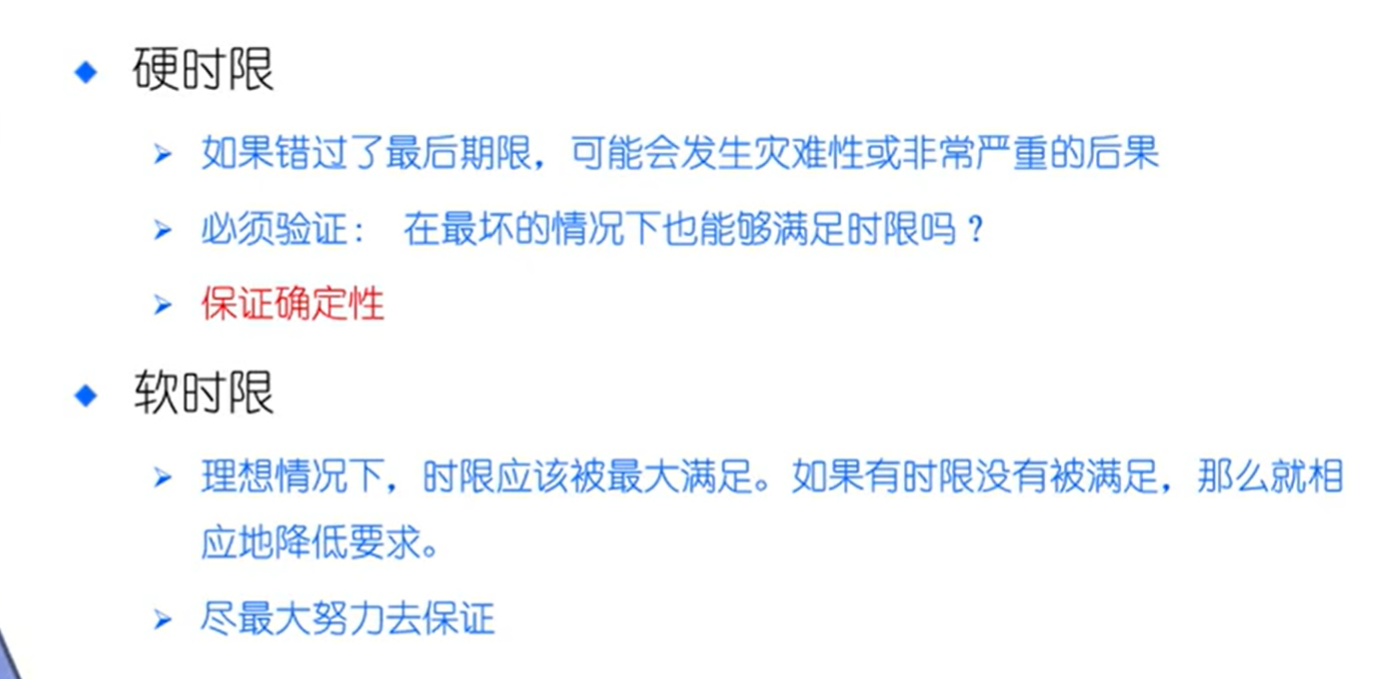 硬时限
如果错过了最后期限，可能会发生灾难性或非常严重的后果
必须验证： 在最坏的情况下也能够满足时限吗？
保证确定性
软时限
理想情况下，时限应该被最大满足。如果有时限没有被满足，那么就相
应地降低要求。
尽最大努力去保证